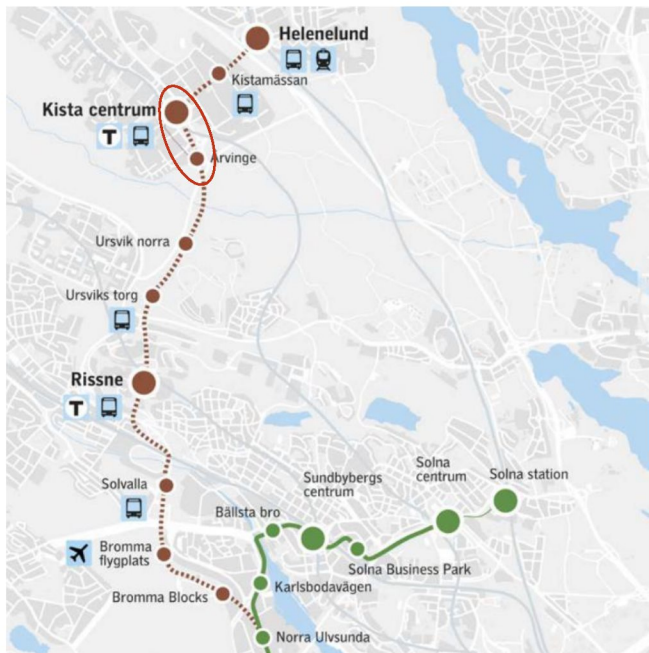 Helenelund
Kistamässan
Kista centrum
T
Arvinge
Ursvik norra
Ursviks torg
Rissne
T
Solna
centrum
Solna station
Sundbybergs
centrum
Solvalla
Bällsta bro
Bromma
flygplats
Solna Business Park
Karlsbodavägen
Bromma Blocks
Norra Ulvsunda